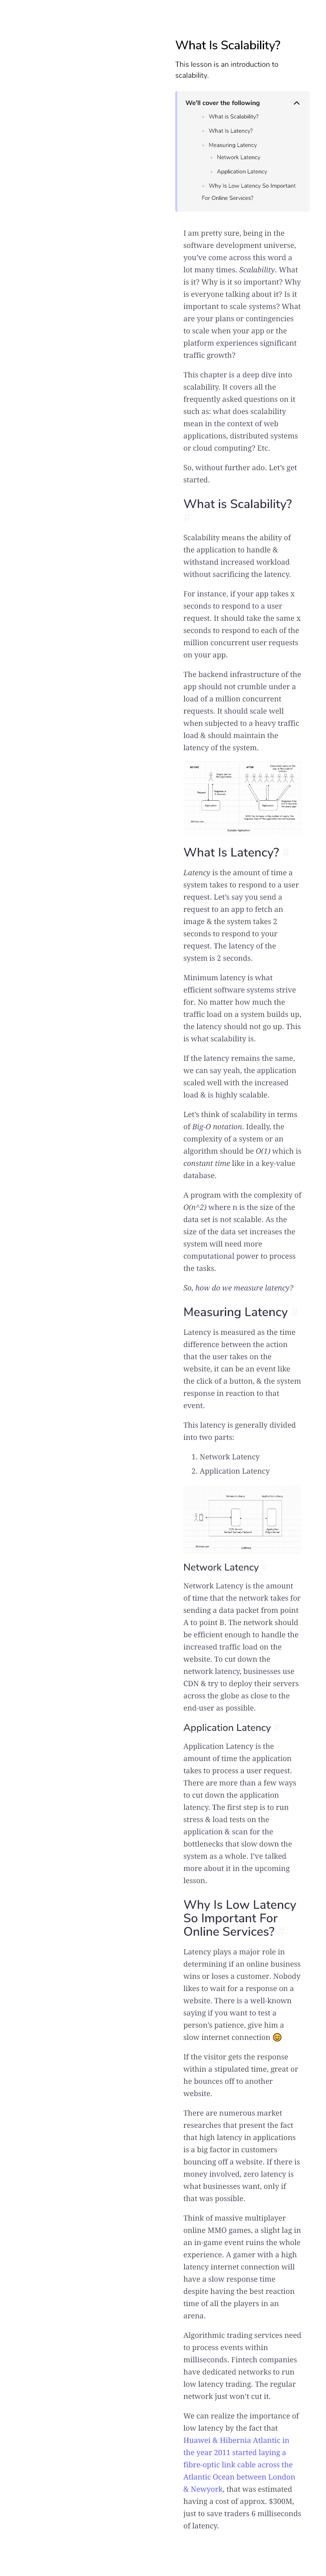 What Is Scalability?
This lesson is an introduction to
scalability.
We'll cover the following
What is Scalability?
What Is Latency?
Measuring Latency
Network Latency
Application Latency
Why Is Low Latency So Important
For Online Services?
I am pretty sure, being in the
software development universe,
you've come across this word a
lot many times. Scalability. What
is it? Why is it so important? Why
is everyone talking about it? Is it
important to scale systems? What
are your plans or contingencies
to scale when your app or the
platform experiences significant
traffic growth?
This chapter is a deep dive into
scalability. It covers all the
frequently asked questions on it
such as: what does scalability
mean in the context of web
applications, distributed systems
or cloud computing? Etc.
So, without further ado. Let's get
started.
What is Scalability?
Scalability means the ability of
the application to handle &
withstand increased workload
without sacrificing the latency.
For instance, if your app takes x
seconds to respond to a user
request. It should take the same x
seconds to respond to each of the
million concurrent user requests
on your app.
The backend infrastructure of the
app should not crumble under a
load of a million concurrent
requests. It should scale well
when subjected to a heavy traffic
load & should maintain the
latency of the system.
What Is Latency?
Latency is the amount of time a
system takes to respond to a user
request. Let's say you send a
request to an app to fetch an
image & the system takes 2
seconds to respond to your
request. The latency of the
system is 2 seconds.
Minimum latency is what
efficient software systems strive
for. No matter how much the
traffic load on a system builds up,
the latency should not go up. This
is what scalability is.
If the latency remains the same,
we can say yeah, the application
scaled well with the increased
load & is highly scalable.
Let's think of scalability in terms
of Big-O notation. Ideally, the
complexity of a system or an
algorithm should be O(1) which is
constant time like in a key-value
database.
A program with the complexity of
O(n^2) where n is the size of the
data set is not scalable. As the
size of the data set increases the
system will need more
computational power to process
the tasks.
So, how do we measure latency?
Measuring Latency
Latency is measured as the time
difference between the action
that the user takes on the
website, it can be an event like
the click of a button, & the system
response in reaction to that
event.
This latency is generally divided
into two parts:
1. Network Latency
2. Application Latency
Network Latency
Network Latency is the amount
of time that the network takes for
sending a data packet from point
A to point B. The network should
be efficient enough to handle the
increased traffic load on the
website. To cut down the
network latency, businesses use
CDN & try to deploy their servers
across the globe as close to the
end-user as possible.
Application Latency
Application Latency is the
amount of time the application
takes to process a user request.
There are more than a few ways
to cut down the application
latency. The first step is to run
stress & load tests on the
application & scan for the
bottlenecks that slow down the
system as a whole. I've talked
more about it in the upcoming
lesson.
Why Is Low Latency
So Important For
Online Services?
Latency plays a major role in
determining if an online business
wins or loses a customer. Nobody
likes to wait for a response on a
website. There is a well-known
saying if you want to test a
person's patience, give him a
slow internet connection 😄
If the visitor gets the response
within a stipulated time, great or
he bounces off to another
website.
There are numerous market
researches that present the fact
that high latency in applications
is a big factor in customers
bouncing off a website. If there is
money involved, zero latency is
what businesses want, only if
that was possible.
Think of massive multiplayer
online MMO games, a slight lag in
an in-game event ruins the whole
experience. A gamer with a high
latency internet connection will
have a slow response time
despite having the best reaction
time of all the players in an
arena.
Algorithmic trading services need
to process events within
milliseconds. Fintech companies
have dedicated networks to run
low latency trading. The regular
network just won't cut it.
We can realize the importance of
low latency by the fact that
Huawei & Hibernia Atlantic in
the year 2011 started laying a
fibre-optic link cable across the
Atlantic Ocean between London
& Newyork, that was estimated
having a cost of approx. $300M,
just to save traders 6 milliseconds
of latency.